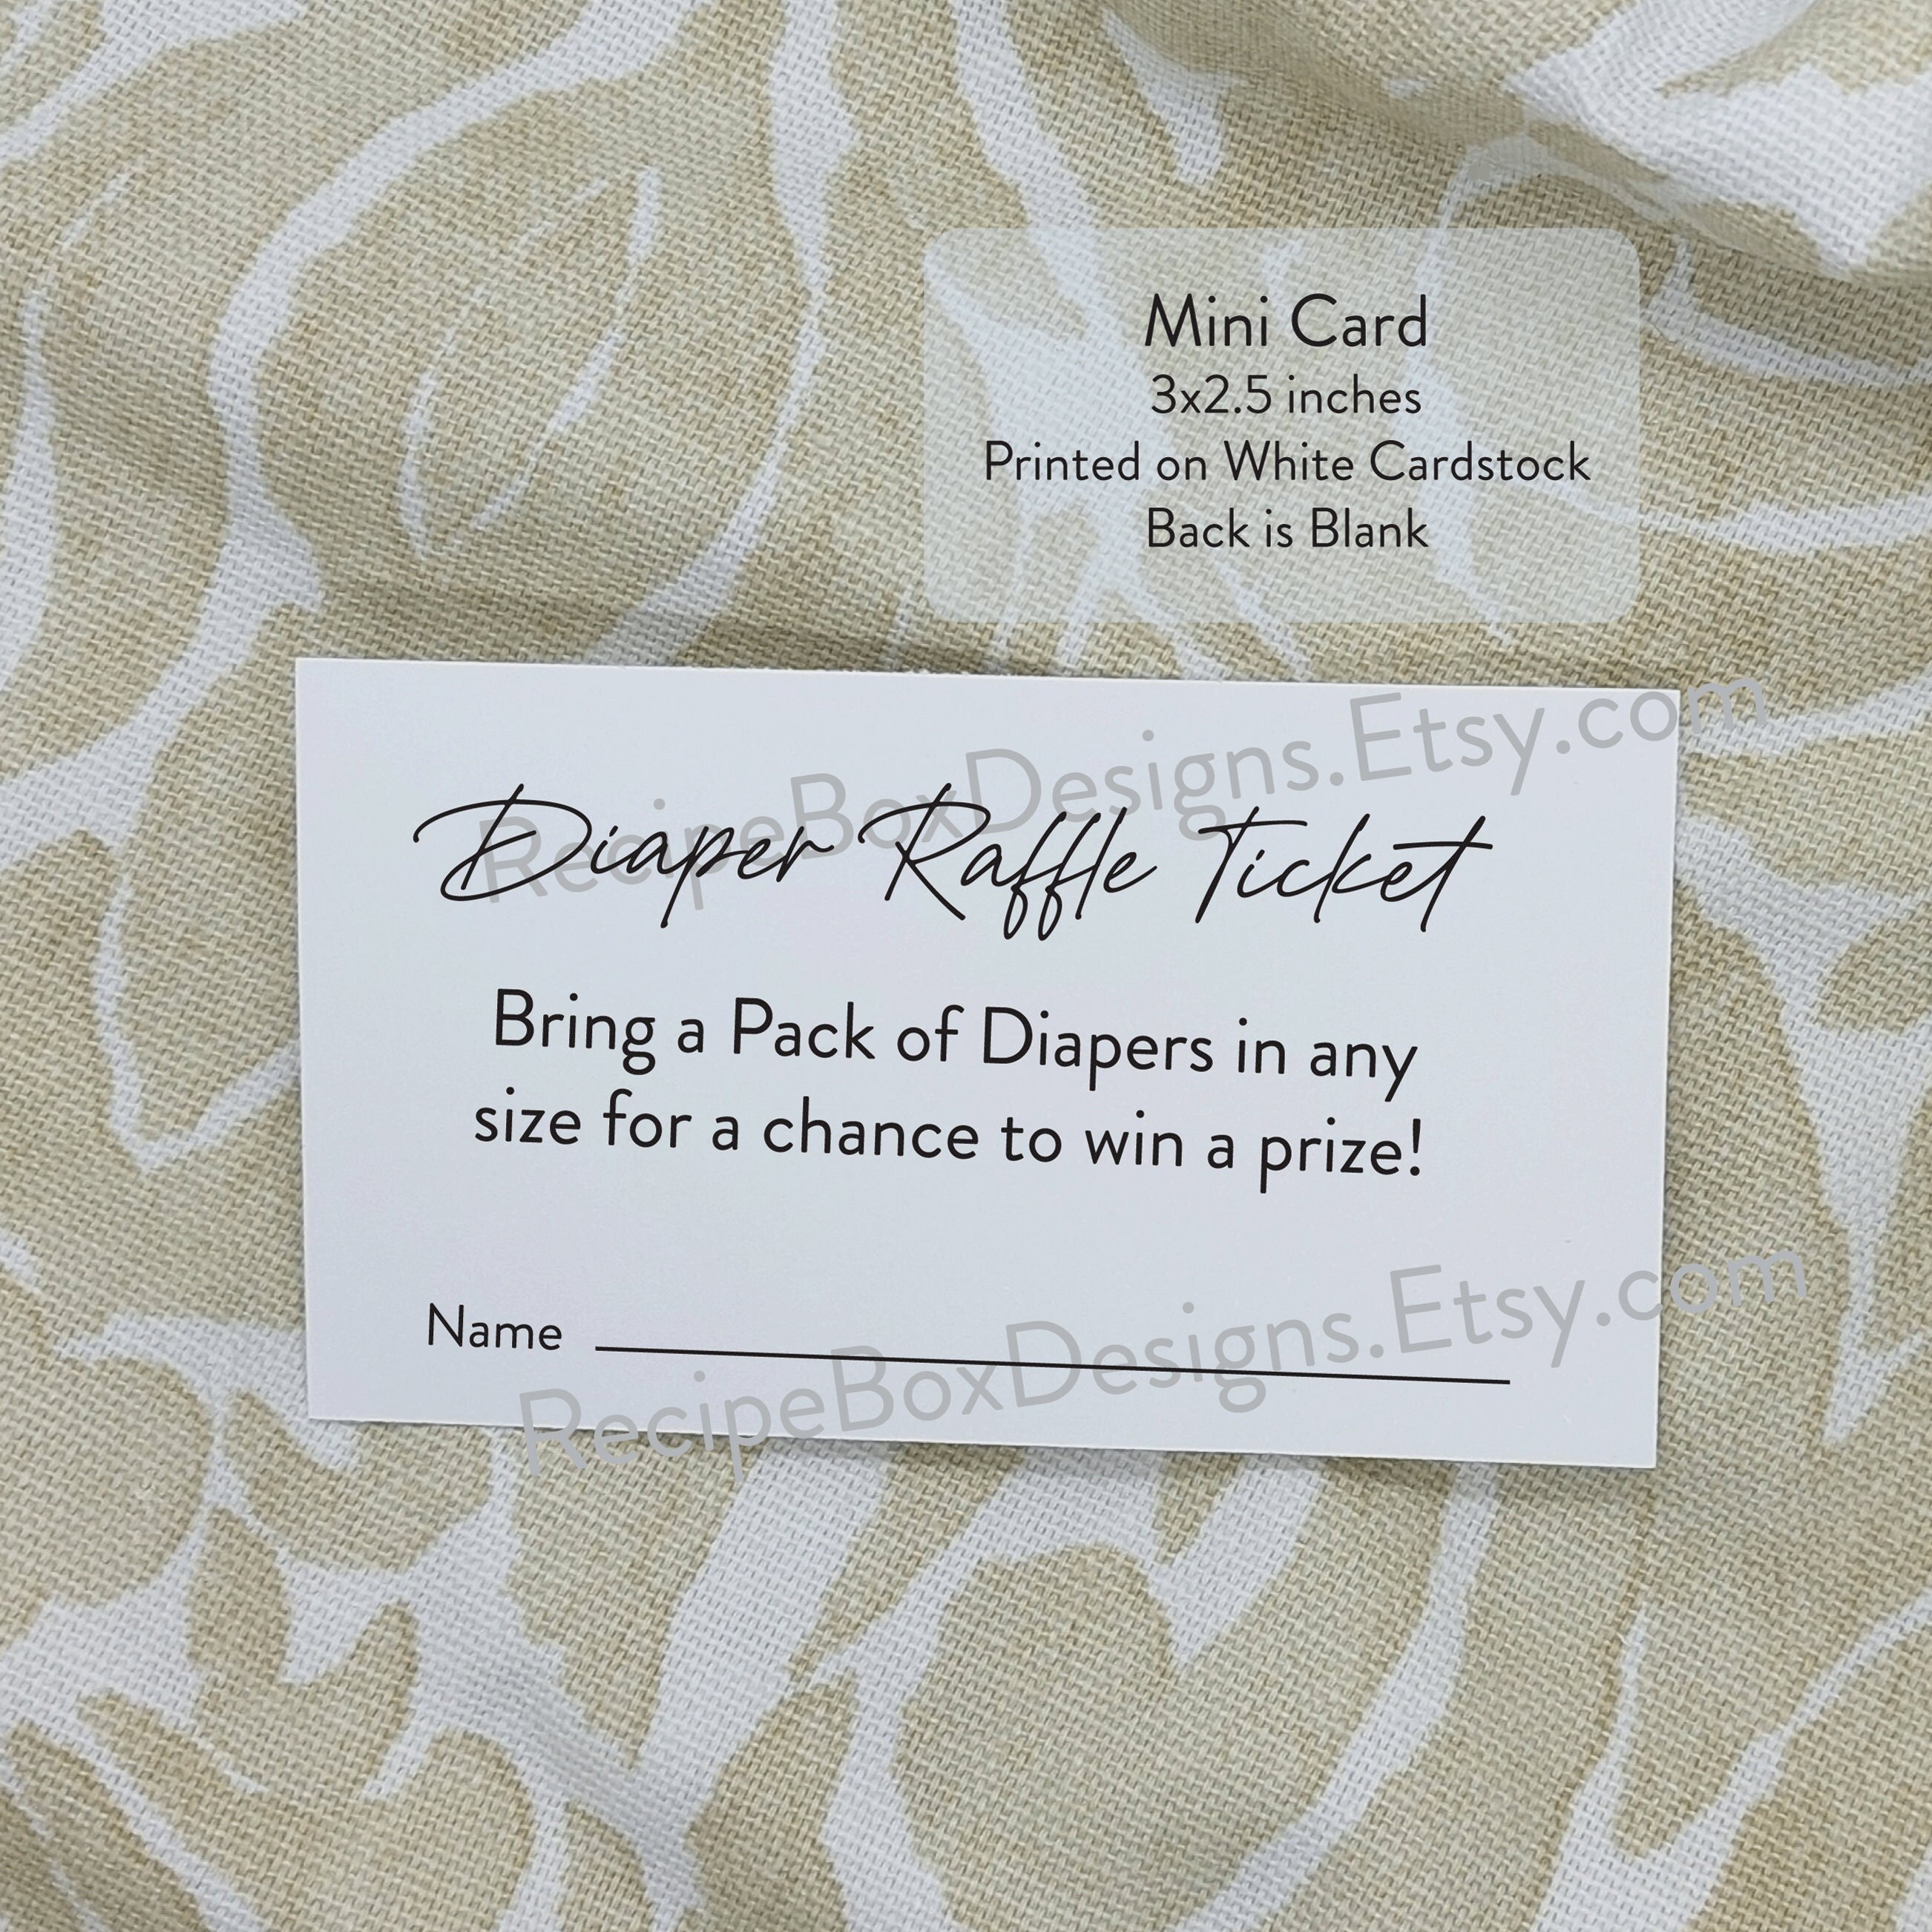 Mini Card
3x2.5 inches
Printed on White Cardstock
Back is Blank
RecipeBoxDesigns.Etsy.com
Diaper Raffle Ticket
Bring a Pack of Diapers in any
size for a chance to win a prize!
Name
RecipeBoxDesigns.Etsy.com